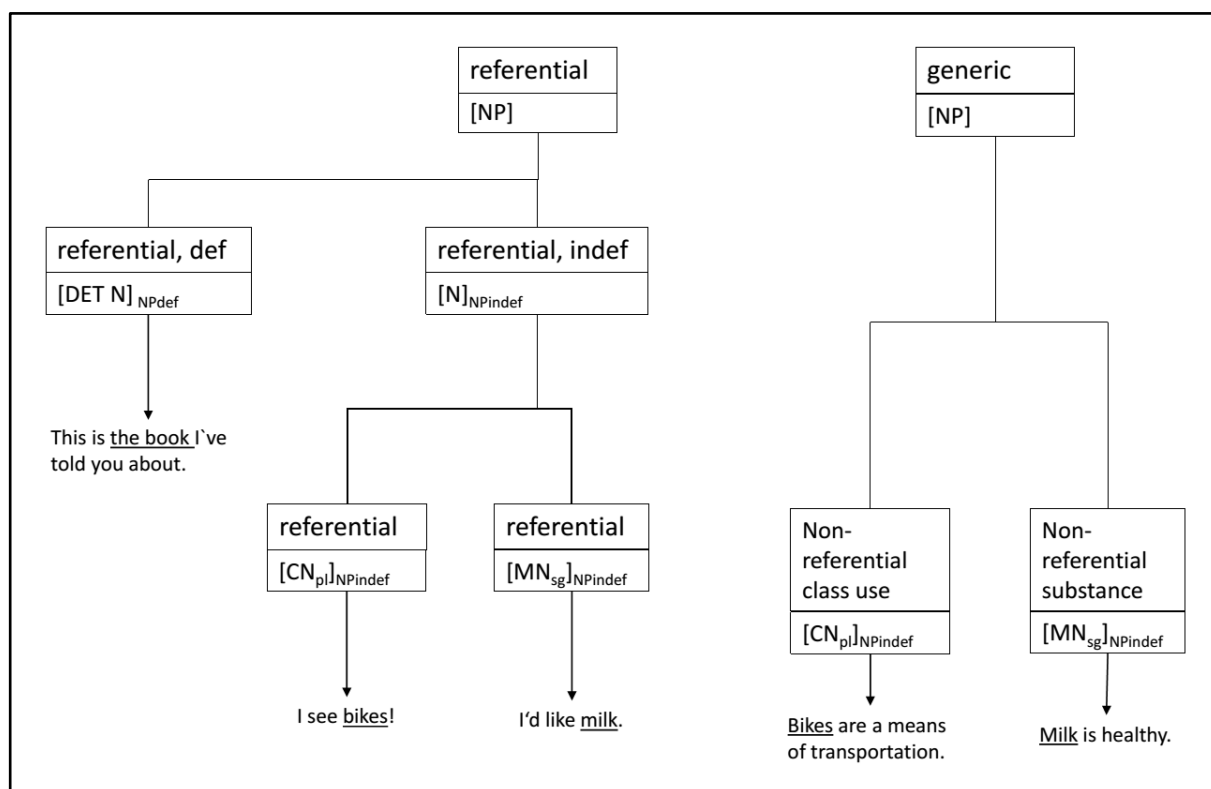 referential
[NP]
generic
[NP]
referential, def
[DET N] NPdef
referential, indef
[N]NPindef
This is the book I`ve
told you about.
referential
[CNpl]NPindef
referential
[MNsg]NPindef
Non-
referential
class use
[CNpl]NPindef
Non-
referential
substance
[MNsg]NPindef
I see bikes!
I‘d like milk.
Bikes are a means
of transportation.
Milk is healthy.